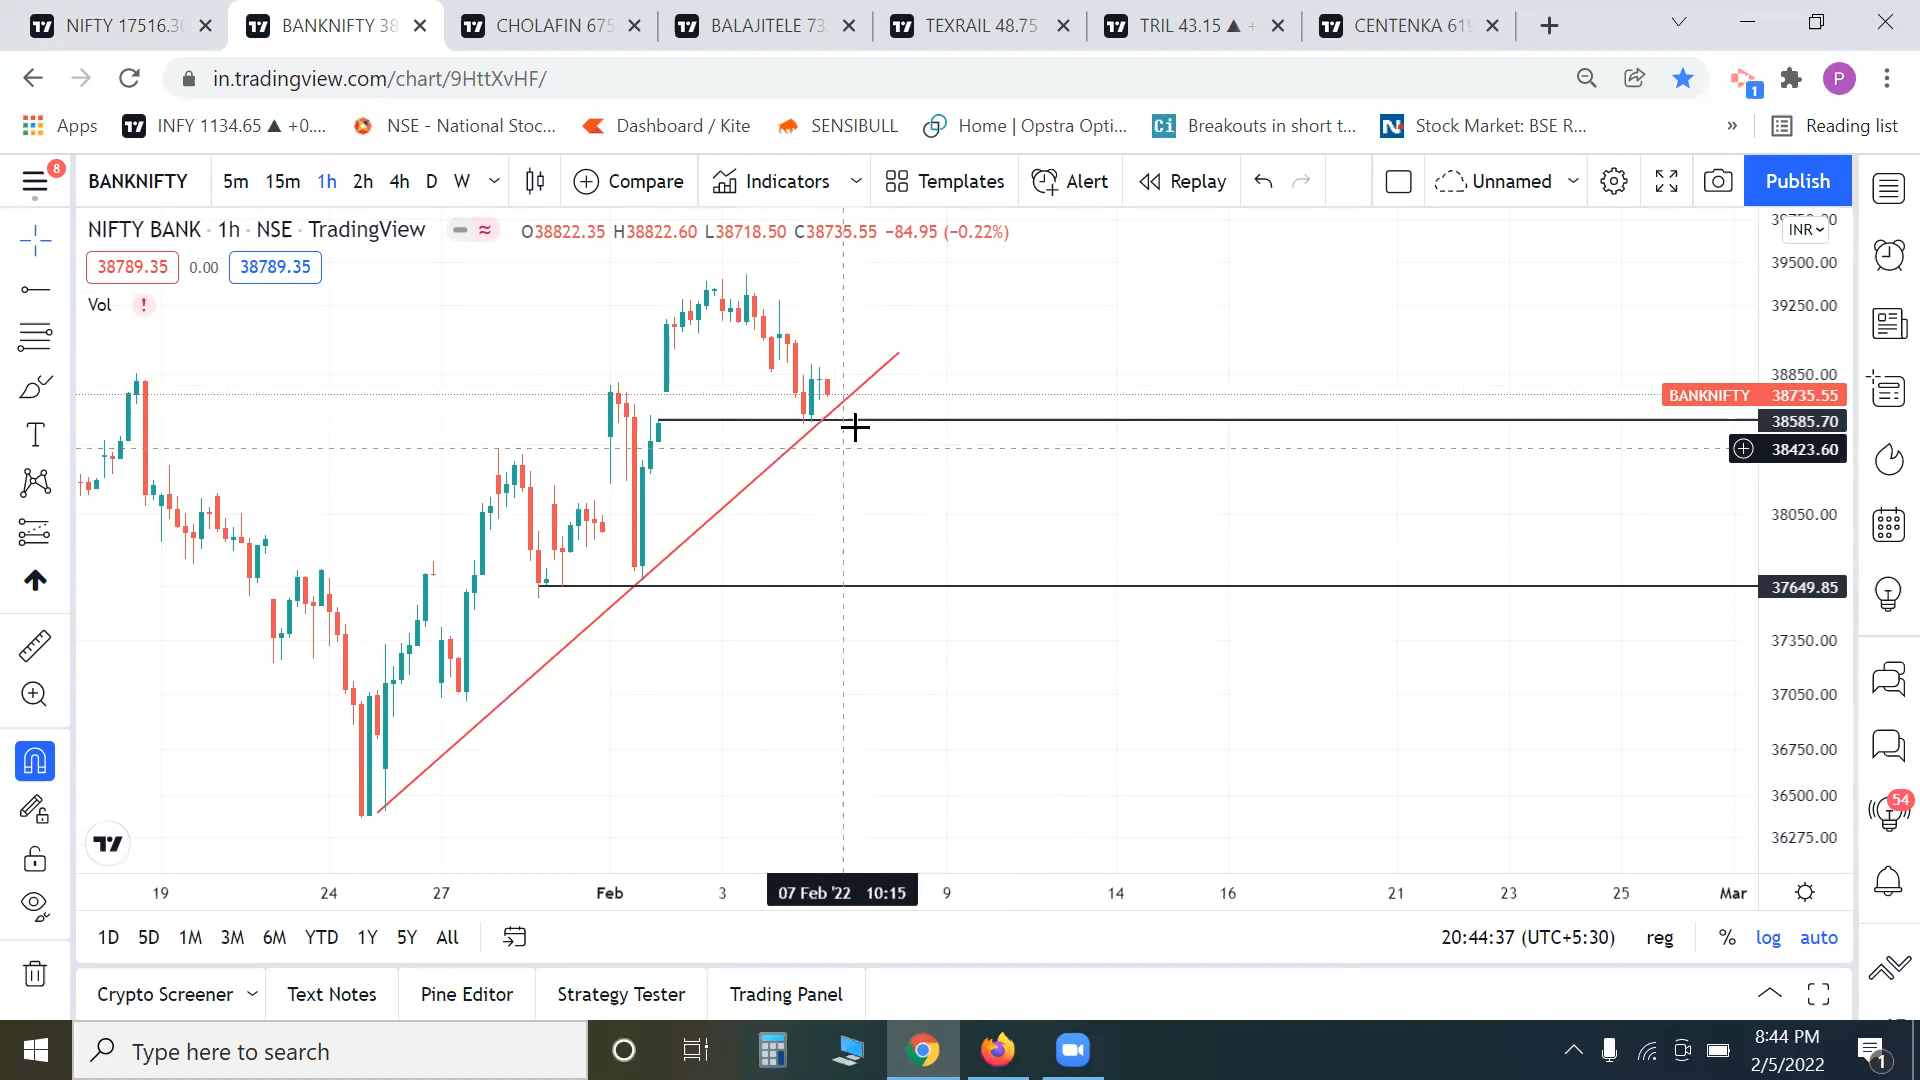 NIFTY 17516.30
BANKNIFTY 38
CHOLAFIN 675
BALAJITELE 73
TEXRAIL 48.75
TRIL 43.15 ▲ +
CENTENKA 619
in.tradingview.com/chart/9HttXvHF/
P
1
Apps
INFY 1134.65 ▲ +0....
NSE - National Stoc...
Dashboard / Kite
SENSIBULL
Home | Opstra Opti...
Ci Breakouts in short t...
N Stock Market: BSE R...
»
Reading list
8
BANKNIFTY
5m 15m 1h 2h 4h D W
Compare
Indicators
Templates
Alert
Replay
Unnamed
Publish
NIFTY BANK · 1h · NSE · TradingView
O38822.35 H38822.60 L38718.50 C38735.55 −84.95 (−0.22%)
38789.35 0.00 38789.35
Vol !
INR
39500.00
39250.00
38850.00
BANKNIFTY 38735.55
38585.70
38423.60
38050.00
37649.85
37350.00
37050.00
36750.00
36500.00
36275.00
54
19 24 27 Feb 3 07 Feb '22 10:15 9 14 16 21 23 25 Mar
1D 5D 1M 3M 6M YTD 1Y 5Y All
20:44:37 (UTC+5:30) reg % log auto
Crypto Screener Text Notes Pine Editor Strategy Tester Trading Panel
Type here to search
8:44 PM
2/5/2022
1